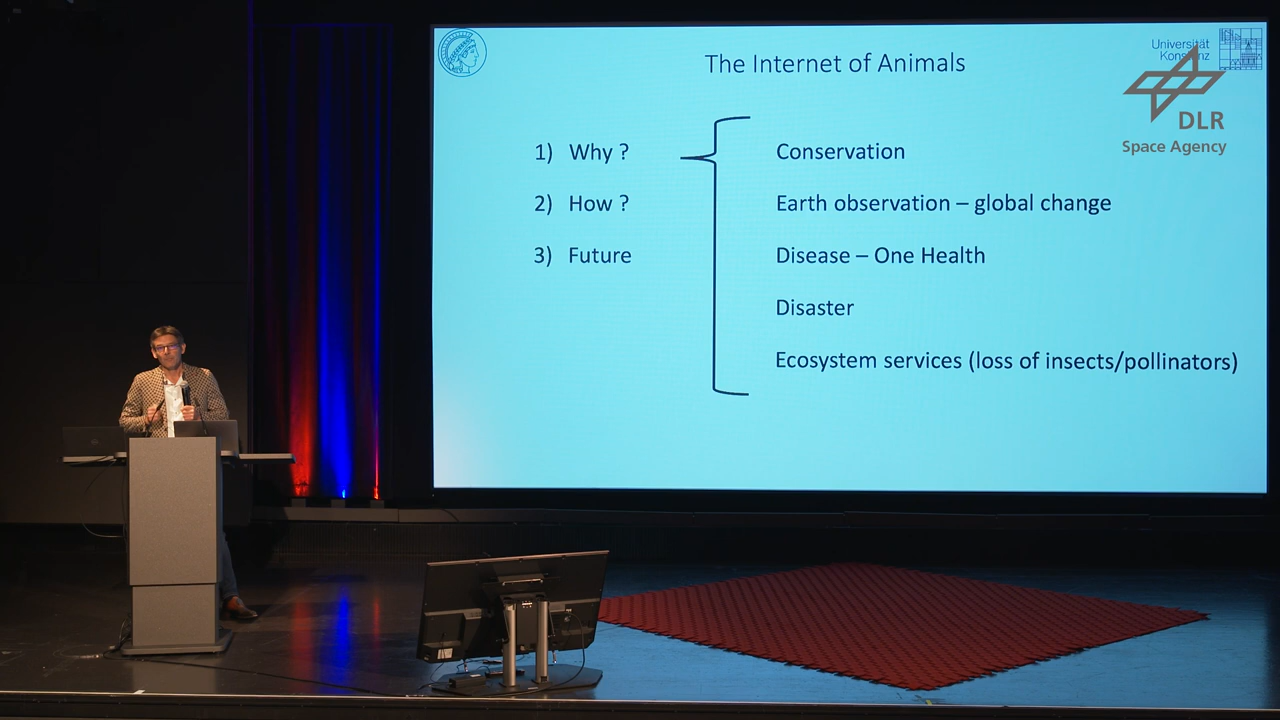 The Internet of Animals
Universität
Konstanz
DLR
Space Agency
1) Why ?
2) How ?
3) Future
Conservation
Earth observation – global change
Disease – One Health
Disaster
Ecosystem services (loss of insects/pollinators)